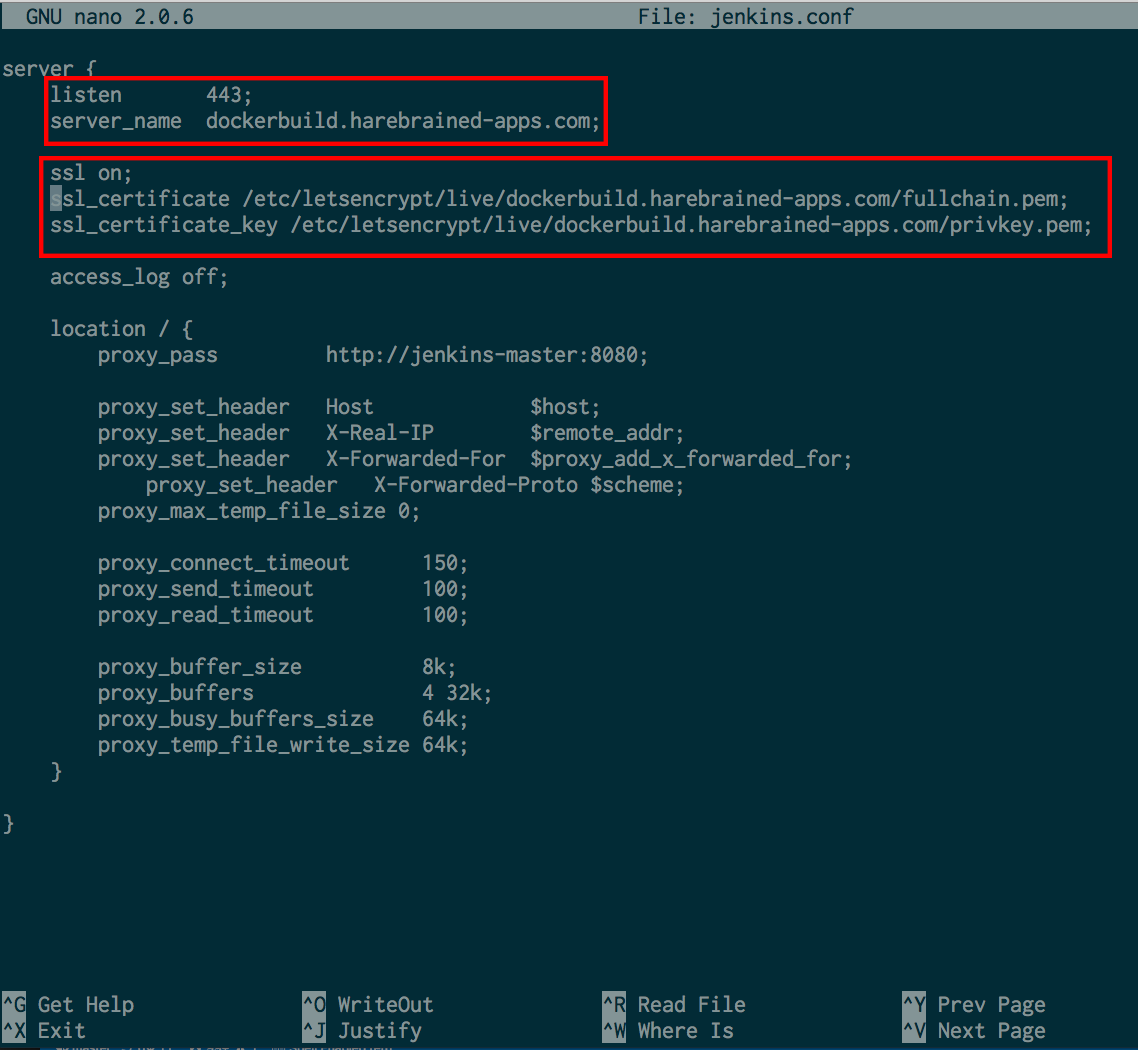 GNU nano 2.0.6 File: jenkins.conf
server {
listen 443;
server_name dockerbuild.harebrained-apps.com;
ssl on;
ssl_certificate /etc/letsencrypt/live/dockerbuild.harebrained-apps.com/fullchain.pem;
ssl_certificate_key /etc/letsencrypt/live/dockerbuild.harebrained-apps.com/privkey.pem;
access_log off;
location / {
proxy_pass http://jenkins-master:8080;
proxy_set_header Host $host;
proxy_set_header X-Real-IP $remote_addr;
proxy_set_header X-Forwarded-For $proxy_add_x_forwarded_for;
proxy_set_header X-Forwarded-Proto $scheme;
proxy_max_temp_file_size 0;
proxy_connect_timeout 150;
proxy_send_timeout 100;
proxy_read_timeout 100;
proxy_buffer_size 8k;
proxy_buffers 4 32k;
proxy_busy_buffers_size 64k;
proxy_temp_file_write_size 64k;
}
}
^G Get Help ^O WriteOut ^R Read File ^Y Prev Page
^X Exit ^J Justify ^W Where Is ^V Next Page